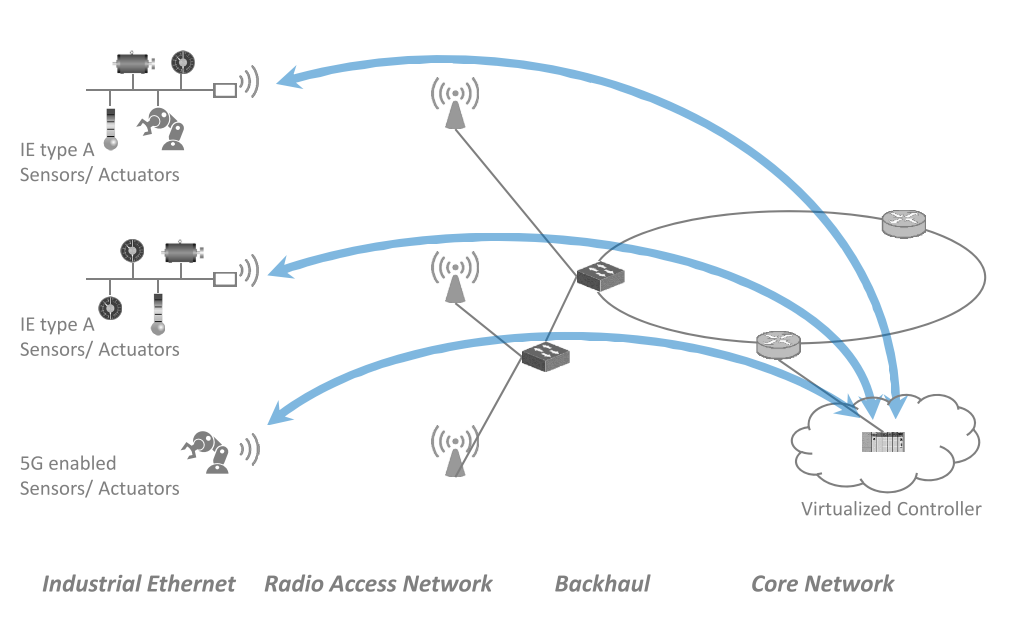 IE type A
Sensors/ Actuators
IE type A
Sensors/ Actuators
5G enabled
Sensors/ Actuators
Virtualized Controller
Industrial Ethernet
Radio Access Network
Backhaul
Core Network